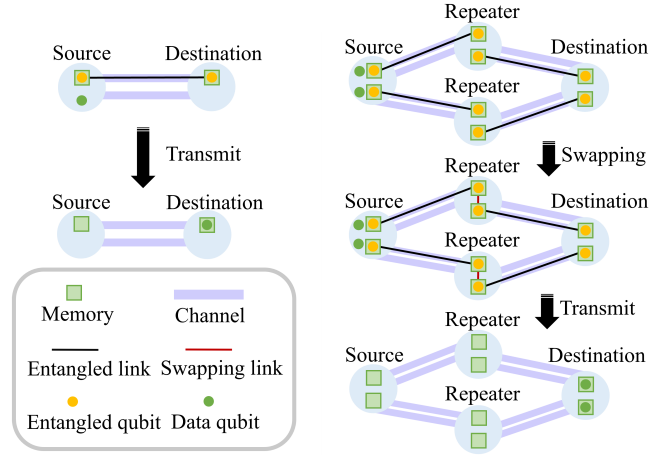 Source
Destination
Transmit
Source
Destination
Memory
Channel
Entangled link
Swapping link
Entangled qubit
Data qubit
Repeater
Source
Destination
Repeater
Swapping
Repeater
Source
Destination
Repeater
Transmit
Repeater
Source
Destination
Repeater